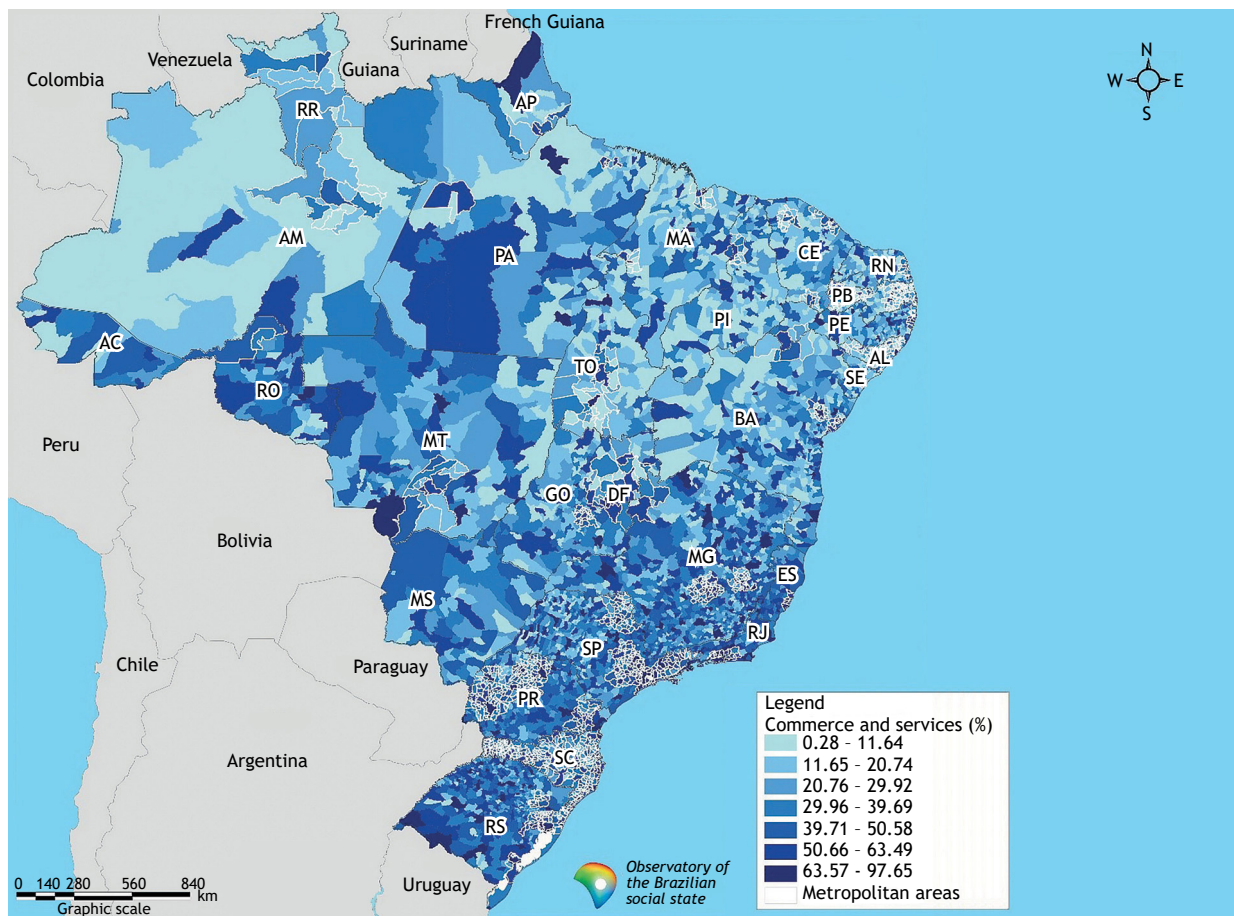 French Guiana
Suriname
Venezuela
Guiana
Colombia
N
W E
S
RR
AP
AM
PA
MA
CE
RN
PB
PI
PE
AC
TO
AL
RO
SE
BA
Peru
MT
GO
DF
Bolivia
MG
ES
MS
RJ
SP
Chile
Paraguay
PR
Argentina
SC
RS
Uruguay
Legend
Commerce and services (%)
0.28 - 11.64
11.65 - 20.74
20.76 - 29.92
29.96 - 39.69
39.71 - 50.58
50.66 - 63.49
63.57 - 97.65
Metropolitan areas
Observatory of
the Brazilian
social state
0 140 280 560 840
km
Graphic scale